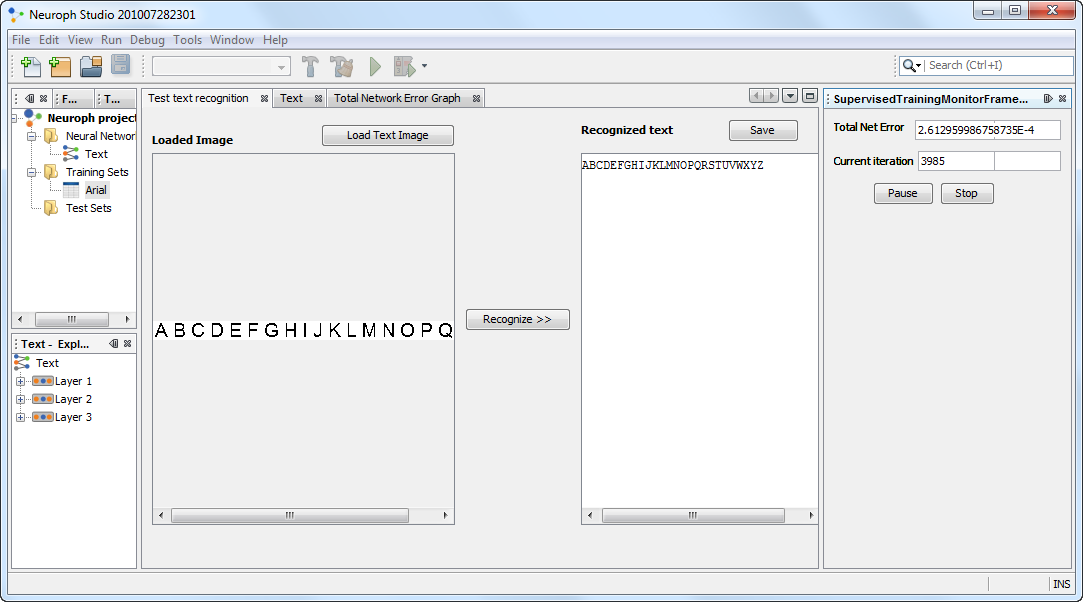 Neuroph Studio 201007282301
File Edit View Run Debug Tools Window Help
Search (Ctrl+I)
F... T...
Neuroph project
Neural Networ
Text
Training Sets
Arial
Test Sets
Text - Expl...
Text
Layer 1
Layer 2
Layer 3
Test text recognition Text Total Network Error Graph
Loaded Image
Load Text Image
A B C D E F G H I J K L M N O P Q
Recognize >>
Recognized text
Save
ABCDEFGHIJKLMNOPQRSTUVWXYZ
SupervisedTrainingMonitorFrame...
Total Net Error 2.612959986758735E-4
Current iteration 3985
Pause Stop
INS